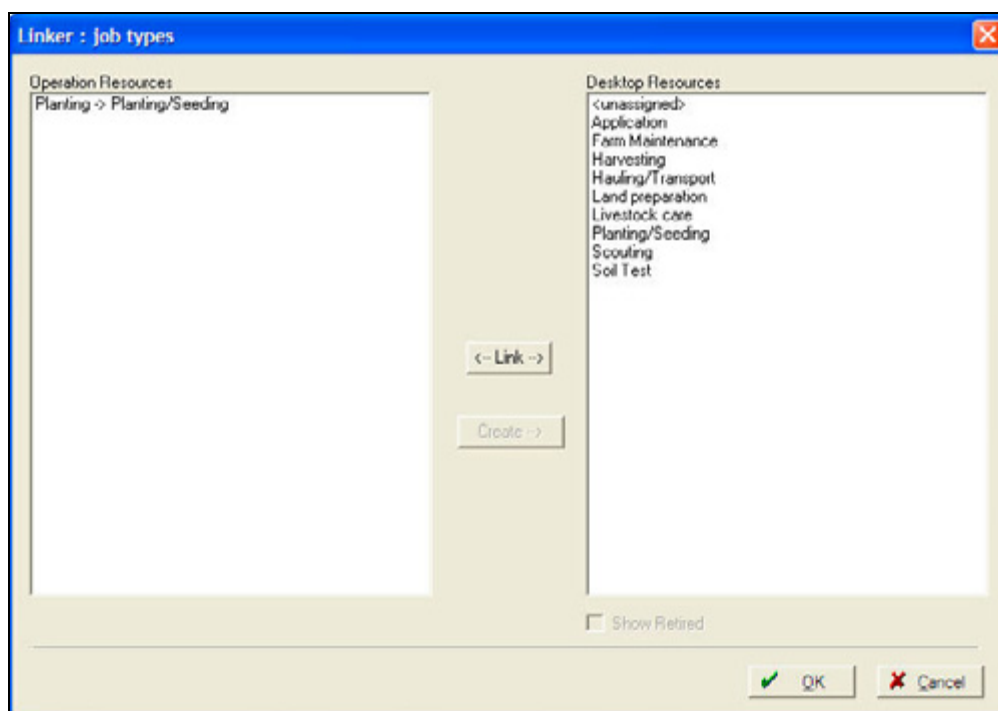 Linker : job types
Operation Resources
Planting -> Planting/Seeding
Desktop Resources
<unassigned>
Application
Farm Maintenance
Harvesting
Hauling/Transport
Land preparation
Livestock care
Planting/Seeding
Scouting
Soil Test
<-- Link -->
Create -->
Show Retired
OK
Cancel